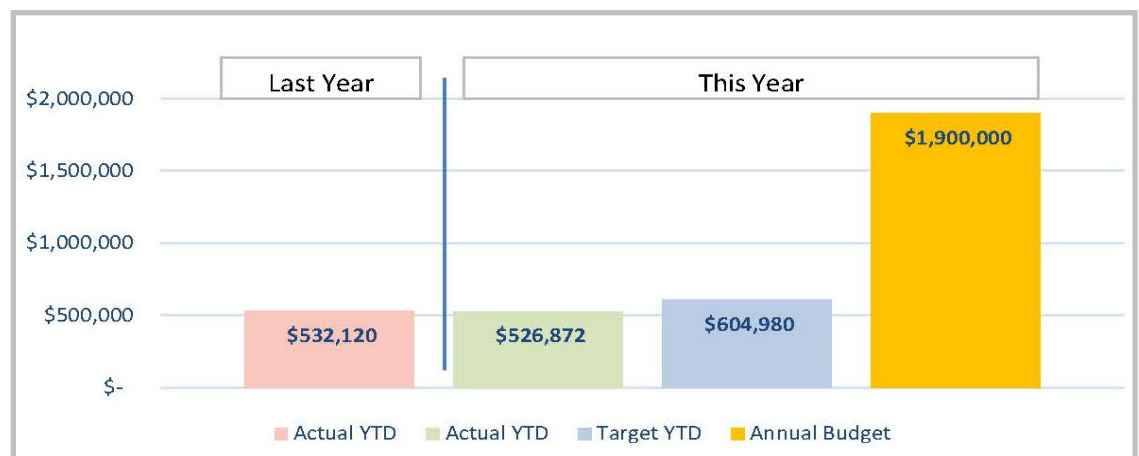 Last Year
This Year
$2,000,000
$1,500,000
$1,000,000
$500,000
$-
$532,120
$526,872
$604,980
$1,900,000
Actual YTD
Actual YTD
Target YTD
Annual Budget